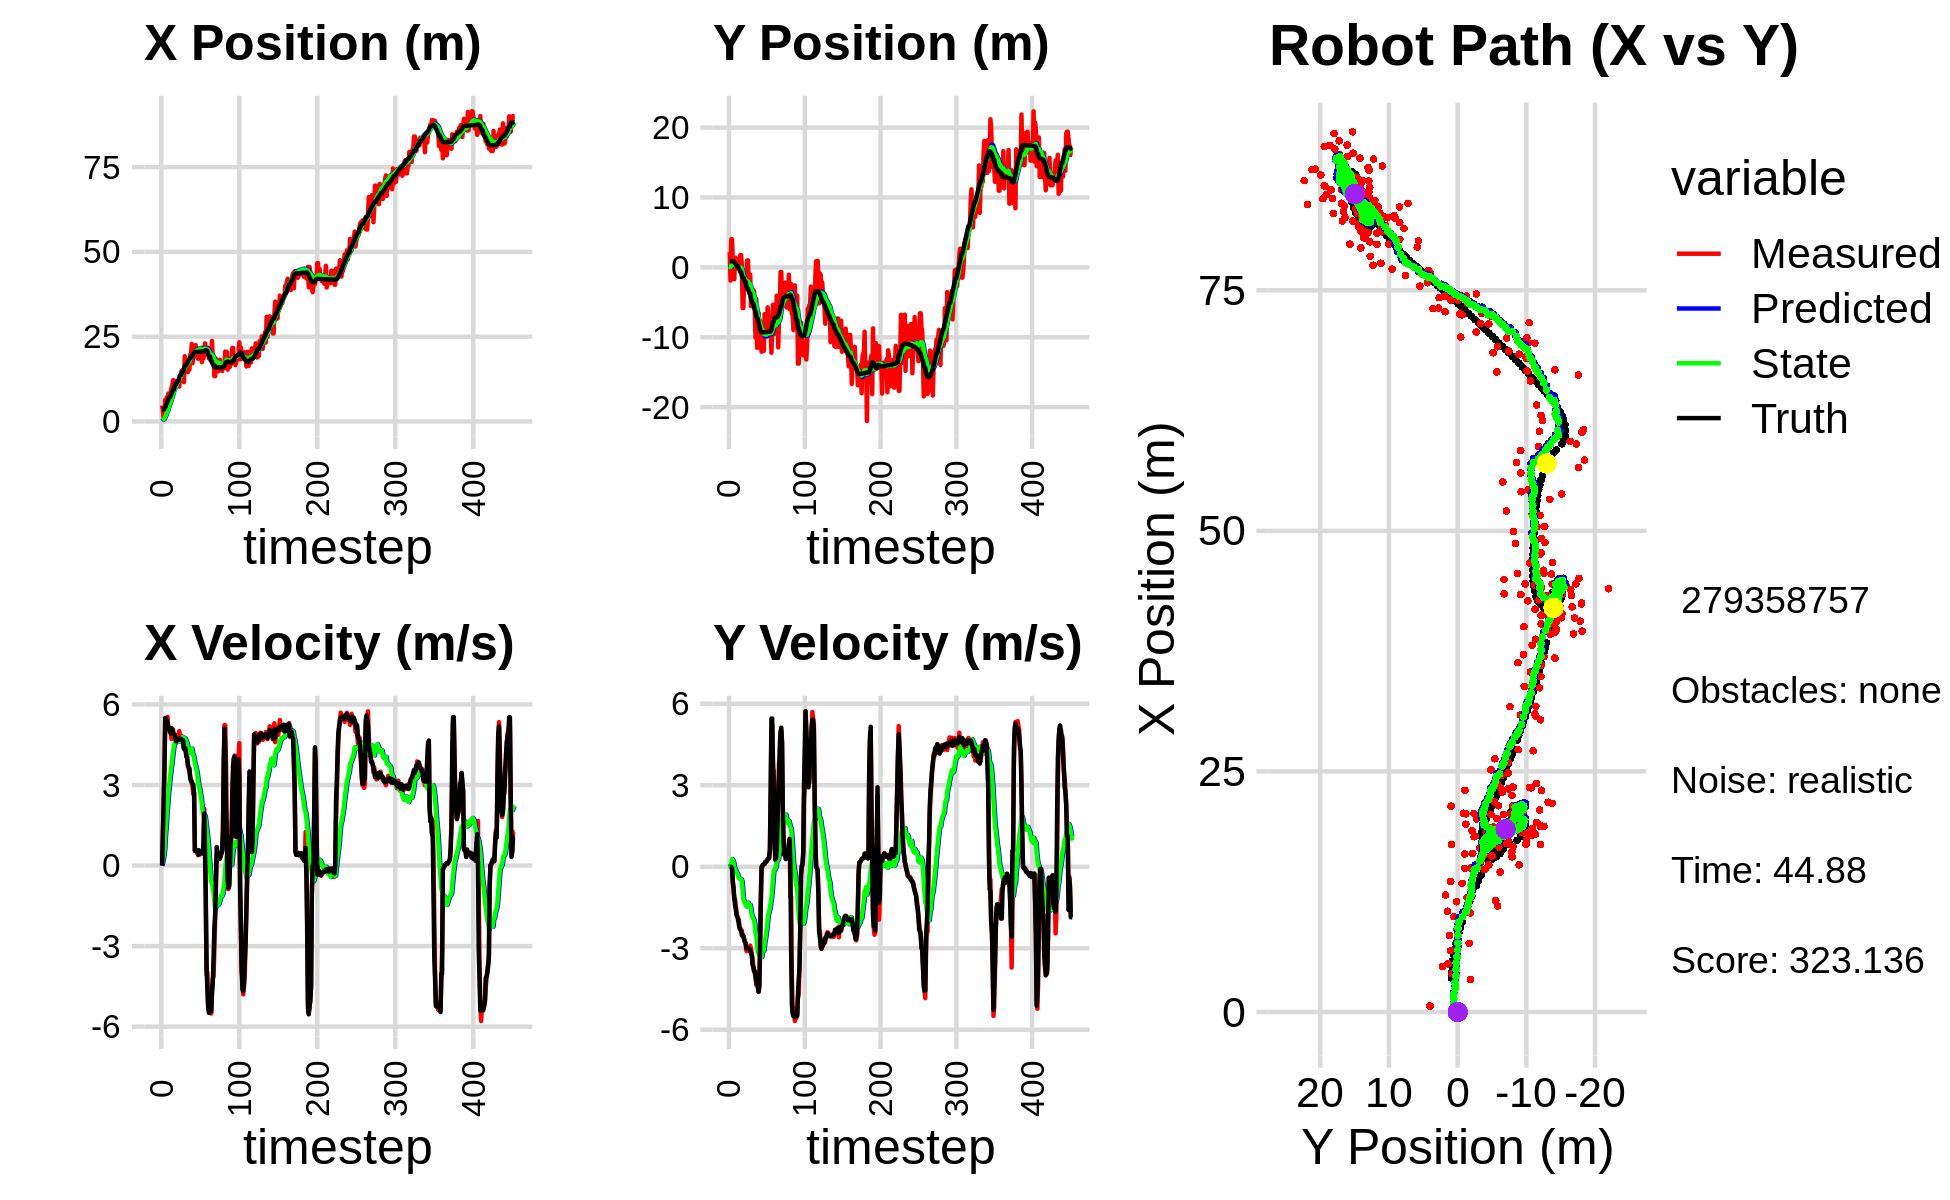 X Position (m)
75
50
25
0
0 100 200 300 400
timestep
Y Position (m)
20
10
0
-10
-20
0 100 200 300 400
timestep
X Velocity (m/s)
6
3
0
-3
-6
0 100 200 300 400
timestep
Y Velocity (m/s)
6
3
0
-3
-6
0 100 200 300 400
timestep
Robot Path (X vs Y)
X Position (m)
75
50
25
0
20 10 0 -10 -20
Y Position (m)
variable
Measured
Predicted
State
Truth
279358757
Obstacles: none
Noise: realistic
Time: 44.88
Score: 323.136